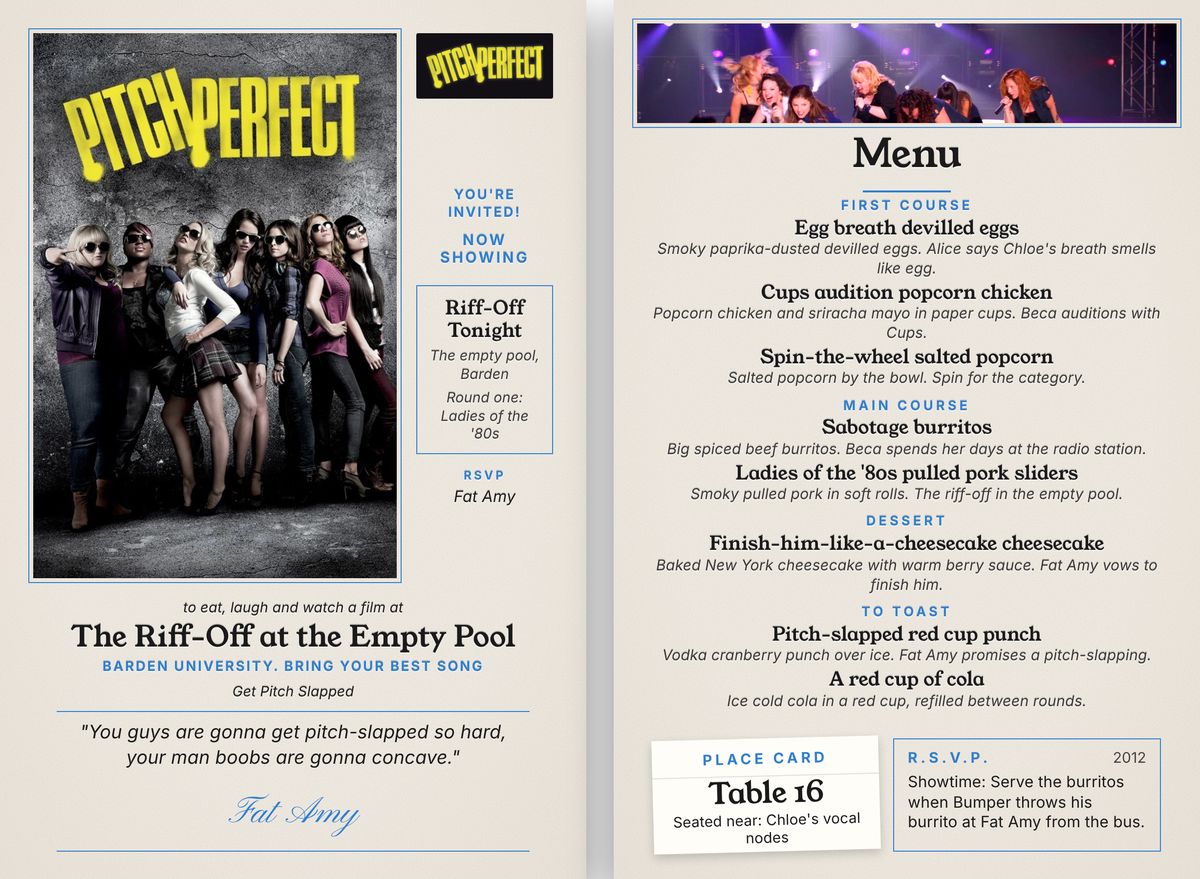 PITCH PERFECT
PITCH PERFECT
YOU'RE
INVITED!
NOW
SHOWING
Riff-Off
Tonight
The empty pool,
Barden
Round one:
Ladies of the
'80s
RSVP
Fat Amy
to eat, laugh and watch a film at
The Riff-Off at the Empty Pool
BARDEN UNIVERSITY. BRING YOUR BEST SONG
Get Pitch Slapped
"You guys are gonna get pitch-slapped so hard,
your man boobs are gonna concave."
Fat Amy
Menu
FIRST COURSE
Egg breath devilled eggs
Smoky paprika-dusted devilled eggs. Alice says Chloe's breath smells
like egg.
Cups audition popcorn chicken
Popcorn chicken and sriracha mayo in paper cups. Beca auditions with
Cups.
Spin-the-wheel salted popcorn
Salted popcorn by the bowl. Spin for the category.
MAIN COURSE
Sabotage burritos
Big spiced beef burritos. Beca spends her days at the radio station.
Ladies of the '80s pulled pork sliders
Smoky pulled pork in soft rolls. The riff-off in the empty pool.
DESSERT
Finish-him-like-a-cheesecake cheesecake
Baked New York cheesecake with warm berry sauce. Fat Amy vows to
finish him.
TO TOAST
Pitch-slapped red cup punch
Vodka cranberry punch over ice. Fat Amy promises a pitch-slapping.
A red cup of cola
Ice cold cola in a red cup, refilled between rounds.
PLACE CARD
Table 16
Seated near: Chloe's vocal
nodes
R.S.V.P. 2012
Showtime: Serve the burritos
when Bumper throws his
burrito at Fat Amy from the bus.